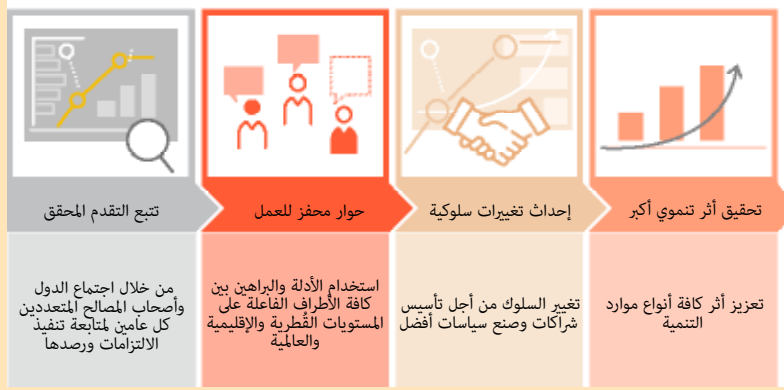 تتبع التقدم المحقق
حوار محفز للعمل
إحداث تغييرات سلوكية
تحقيق أثر تنموي أكبر
من خلال اجتماع الدول
وأصحاب المصالح المتعددين
كل عامين لمتابعة تنفيذ
الالتزامات ورصدها
استخدام الأدلة والبراهين بين
كافة الأطراف الفاعلة على
المستويات القُطرية والإقليمية
والعالمية
تغيير السلوك من أجل تأسيس
شراكات وصنع سياسات أفضل
تعزيز أثر كافة أنواع موارد
التنمية